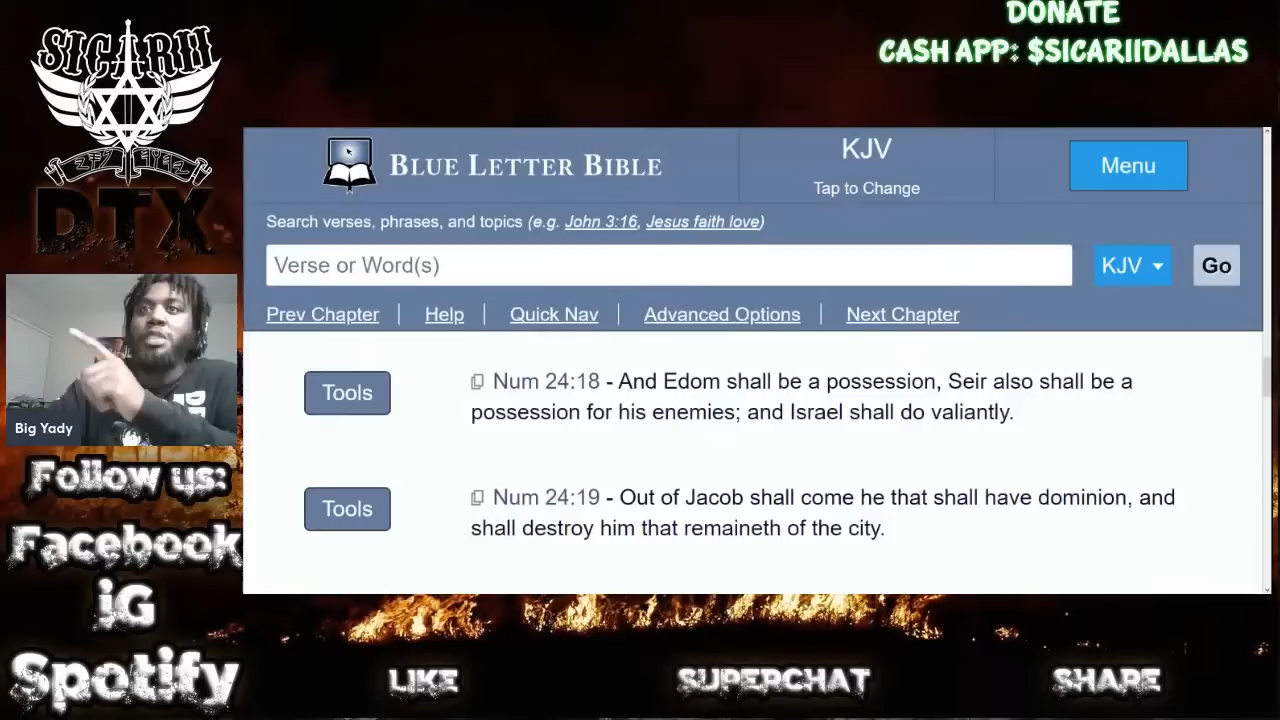 SICARII
DTX
DONATE
CASH APP: $SICARIIDALLAS
BLUE LETTER BIBLE
KJV
Tap to Change
Menu
Search verses, phrases, and topics (e.g. John 3:16, Jesus faith love)
Verse or Word(s)
KJV
Go
Prev Chapter
Help
Quick Nav
Advanced Options
Next Chapter
Tools
Num 24:18 - And Edom shall be a possession, Seir also shall be a
possession for his enemies; and Israel shall do valiantly.
Tools
Num 24:19 - Out of Jacob shall come he that shall have dominion, and
shall destroy him that remaineth of the city.
Big Yady
Follow us:
Facebook
iG
Spotify
LIKE
SUPERCHAT
SHARE